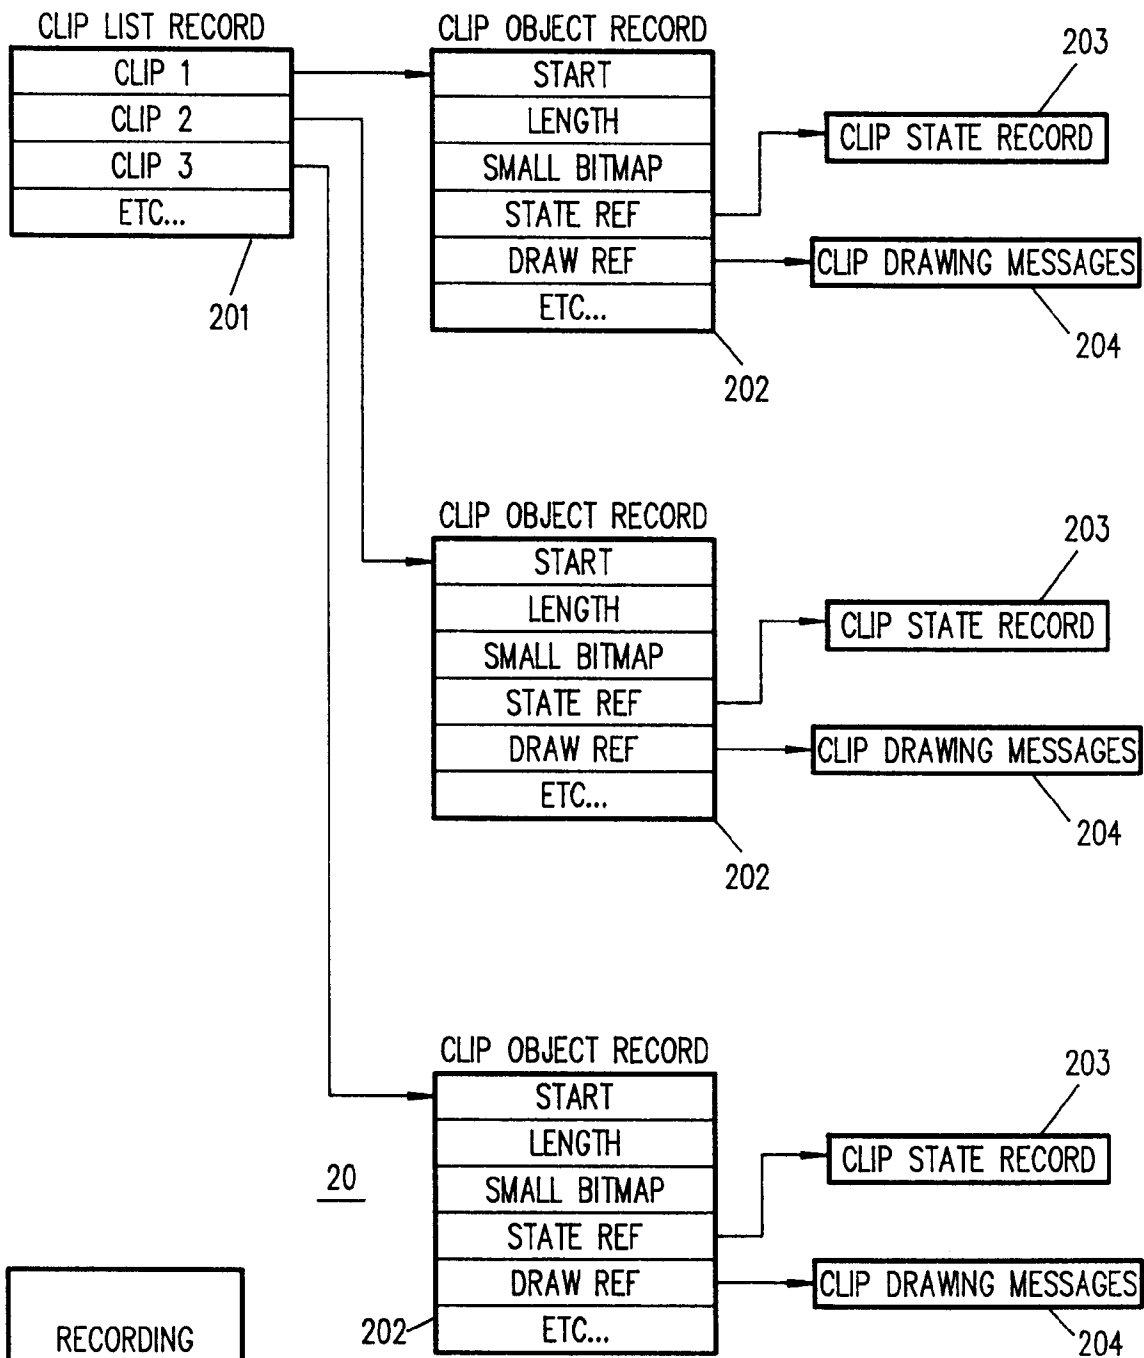 CLIP LIST RECORD
CLIP 1
CLIP 2
CLIP 3
ETC...
201
CLIP OBJECT RECORD
START
LENGTH
SMALL BITMAP
STATE REF
DRAW REF
ETC...
202
203
CLIP STATE RECORD
CLIP DRAWING MESSAGES
204
CLIP OBJECT RECORD
START
LENGTH
SMALL BITMAP
STATE REF
DRAW REF
ETC...
202
203
CLIP STATE RECORD
CLIP DRAWING MESSAGES
204
CLIP OBJECT RECORD
START
LENGTH
SMALL BITMAP
STATE REF
DRAW REF
ETC...
202
203
CLIP STATE RECORD
CLIP DRAWING MESSAGES
204
20
RECORDING